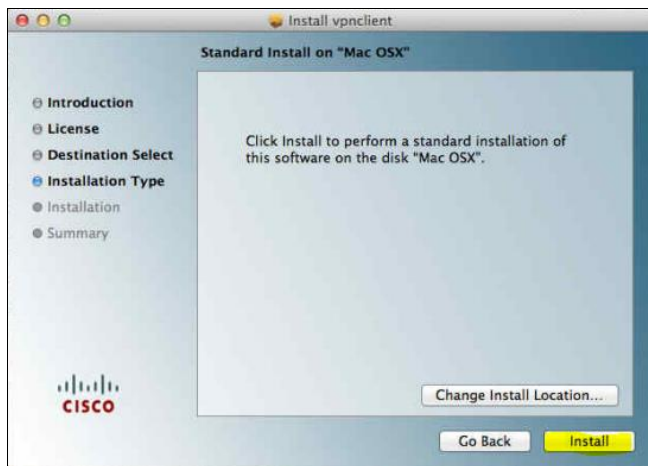 Install vpnclient
Standard Install on "Mac OSX"
Introduction
License
Destination Select
Installation Type
Installation
Summary
Click Install to perform a standard installation of
this software on the disk "Mac OSX".
CISCO
Change Install Location...
Go Back
Install